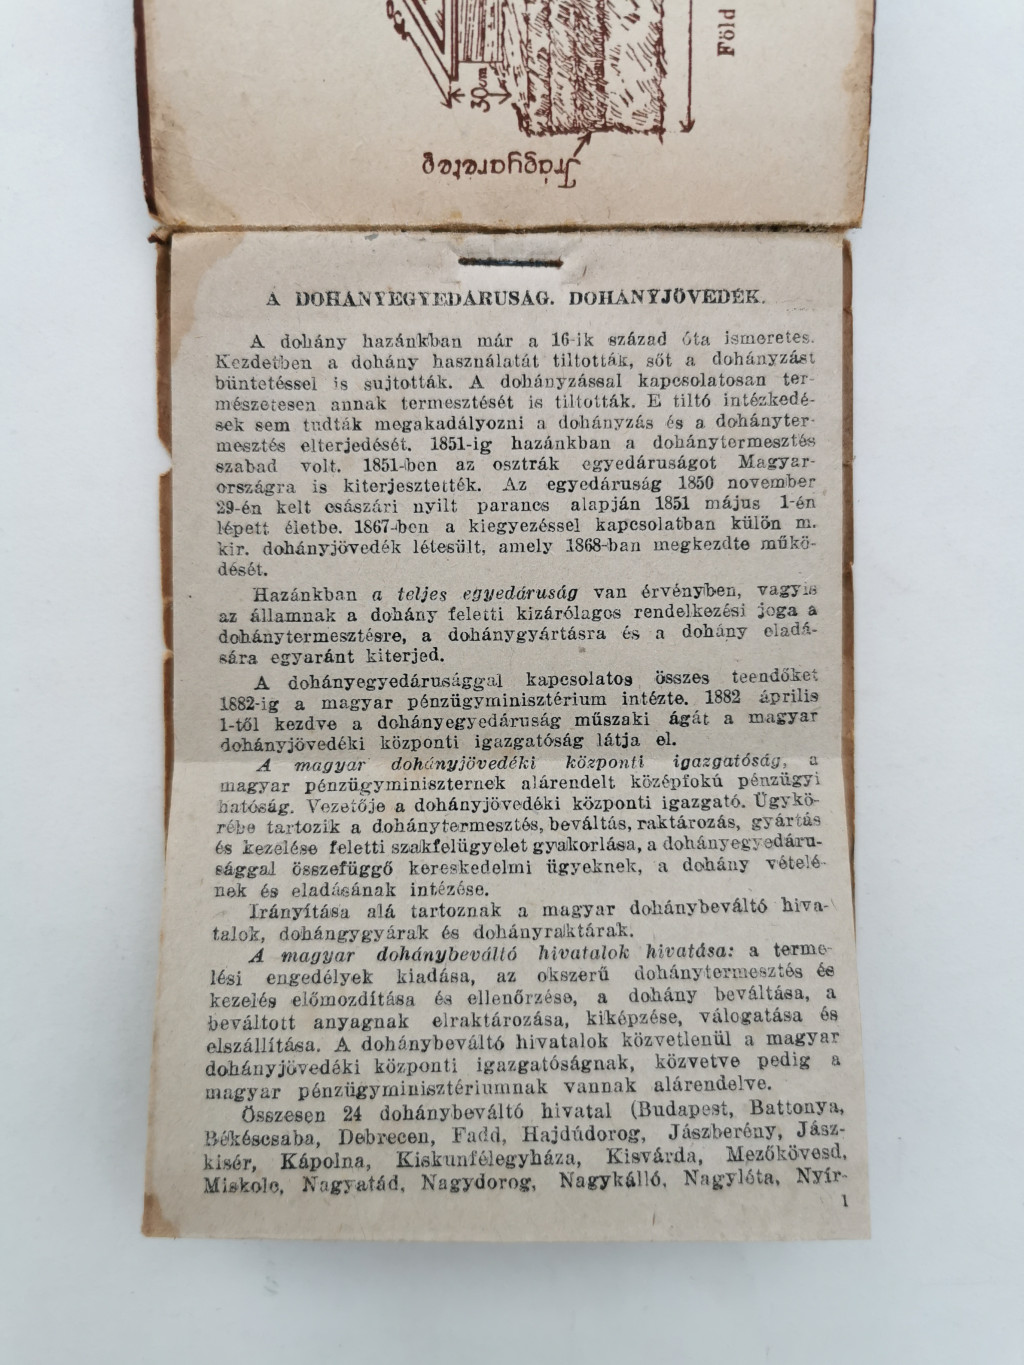 Föld
30cm
Trágyaréteg
A DOHÁNYEGYEDÁRUSÁG. DOHÁNYJÖVEDÉK.
A dohány hazánkban már a 16-ik század óta ismeretes.
Kezdetben a dohány használatát tiltották, sőt a dohányzást
büntetéssel is sujtották. A dohányzással kapcsolatosan ter-
mészetesen annak termesztését is tiltották. E tiltó intézkedé-
sek sem tudták megakadályozni a dohányzás és a dohányter-
mesztés elterjedését. 1851-ig hazánkban a dohánytermesztés
szabad volt. 1851-ben az osztrák egyedáruságot Magyar-
országra is kiterjesztették. Az egyedáruság 1850 november
29-én kelt császári nyilt parancs alapján 1851 május 1-én
lépett életbe. 1867-ben a kiegyezéssel kapcsolatban külön m.
kir. dohányjövedék létesült, amely 1868-ban megkezdte műkö-
dését.
Hazánkban a teljes egyedáruság van érvényben, vagyis
az államnak a dohány feletti kizárólagos rendelkezési joga a
dohánytermesztésre, a dohánygyártásra és a dohány eladá-
sára egyaránt kiterjed.
A dohányegyedárusággal kapcsolatos összes teendőket
1882-ig a magyar pénzügyminisztérium intézte. 1882 április
1-től kezdve a dohányegyedáruság műszaki ágát a magyar
dohányjövedéki központi igazgatóság látja el.
A magyar dohányjövedéki központi igazgatóság, a
magyar pénzügyminiszternek alárendelt középfokú pénzügyi
hatóság. Vezetője a dohányjövedéki központi igazgató. Ügykö-
rébe tartozik a dohánytermesztés, beváltás, raktározás, gyártás
és kezelése feletti szakfelügyelet gyakorlása, a dohányegyedáru-
sággal összefüggő kereskedelmi ügyeknek, a dohány vételé-
nek és eladásának intézése.
Irányítása alá tartoznak a magyar dohánybeváltó hiva-
talok, dohángygyárak és dohányraktárak.
A magyar dohánybeváltó hivatalok hivatása: a terme-
lési engedélyek kiadása, az okszerű dohánytermesztés és
kezelés előmozdítása és ellenőrzése, a dohány beváltása, a
beváltott anyagnak elraktározása, kiképzése, válogatása és
elszállítása. A dohánybeváltó hivatalok közvetlenül a magyar
dohányjövedéki központi igazgatóságnak, közvetve pedig a
magyar pénzügyminisztériumnak vannak alárendelve.
Összesen 24 dohánybeváltó hivatal (Budapest, Battonya,
Békéscsaba, Debrecen, Fadd, Hajdúdorog, Jászberény, Jász-
kisér, Kápolna, Kiskunfélegyháza, Kisvárda, Mezőkövesd,
Miskolc, Nagyatád, Nagydorog, Nagykálló, Nagyléta, Nyír-
1